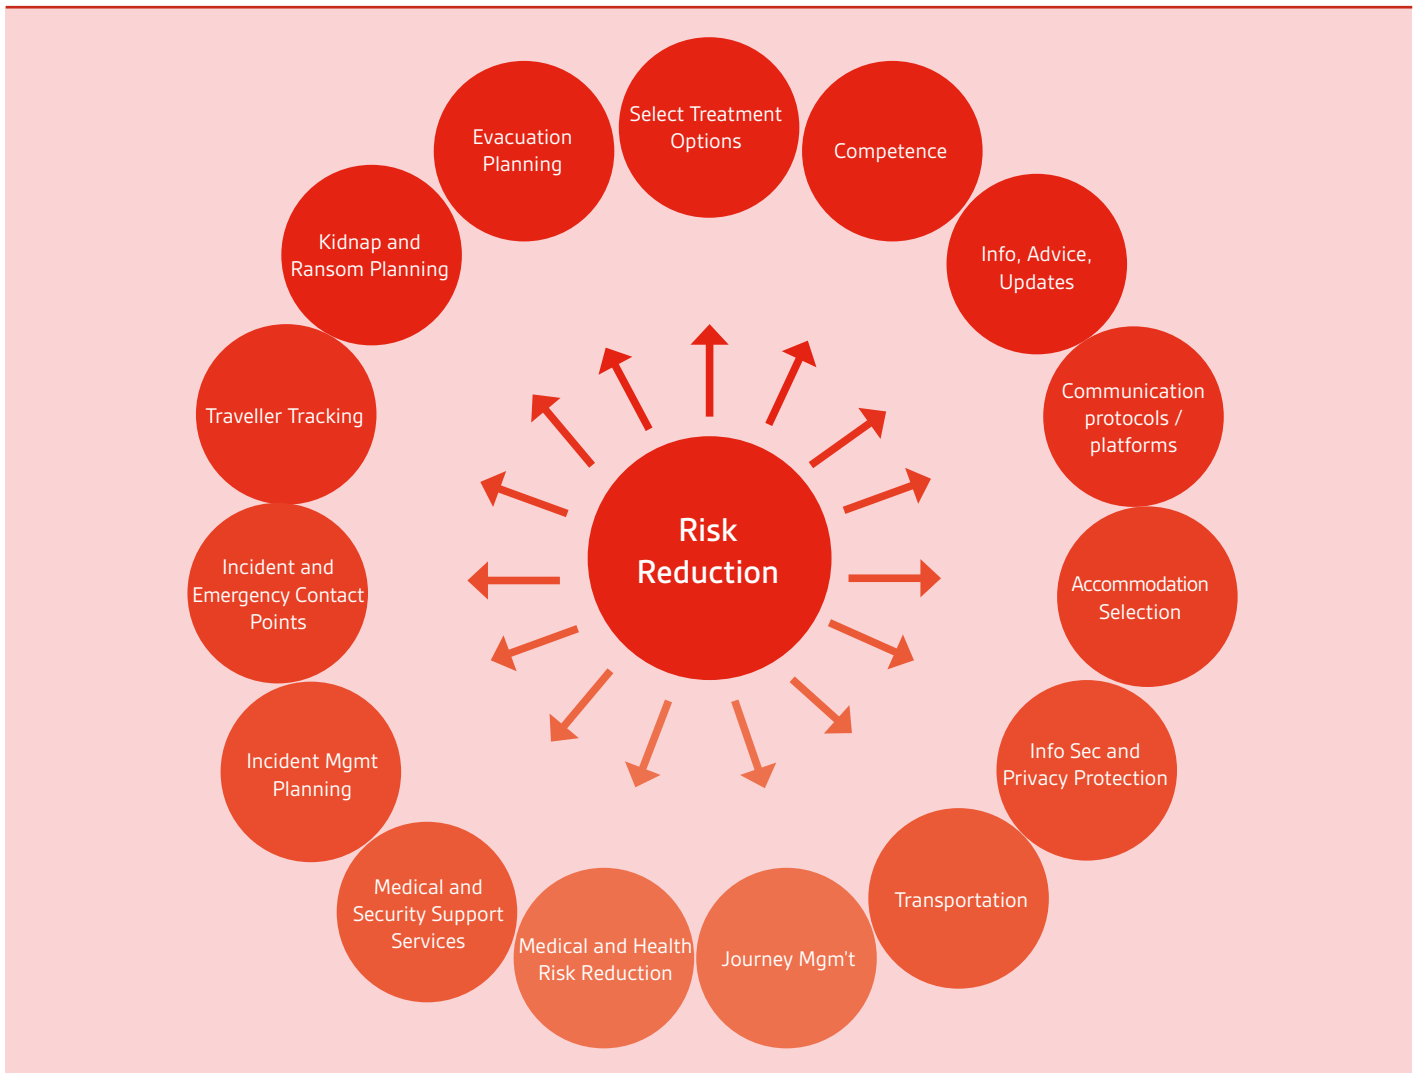 Select Treatment
Options
Competence
Info, Advice,
Updates
Communication
protocols /
platforms
Accommodation
Selection
Info Sec and
Privacy Protection
Transportation
Journey Mgm't
Medical and Health
Risk Reduction
Medical and
Security Support
Services
Incident Mgmt
Planning
Incident and
Emergency Contact
Points
Traveller Tracking
Kidnap and
Ransom Planning
Evacuation
Planning
Risk
Reduction